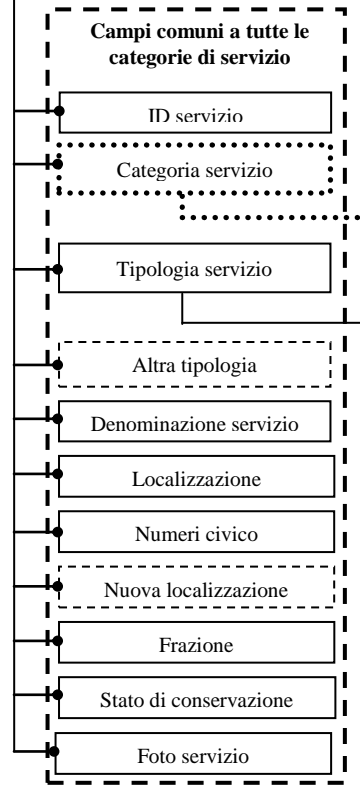 Campi comuni a tutte le
categorie di servizio
ID servizio
Categoria servizio
Tipologia servizio
Altra tipologia
Denominazione servizio
Localizzazione
Numeri civico
Nuova localizzazione
Frazione
Stato di conservazione
Foto servizio